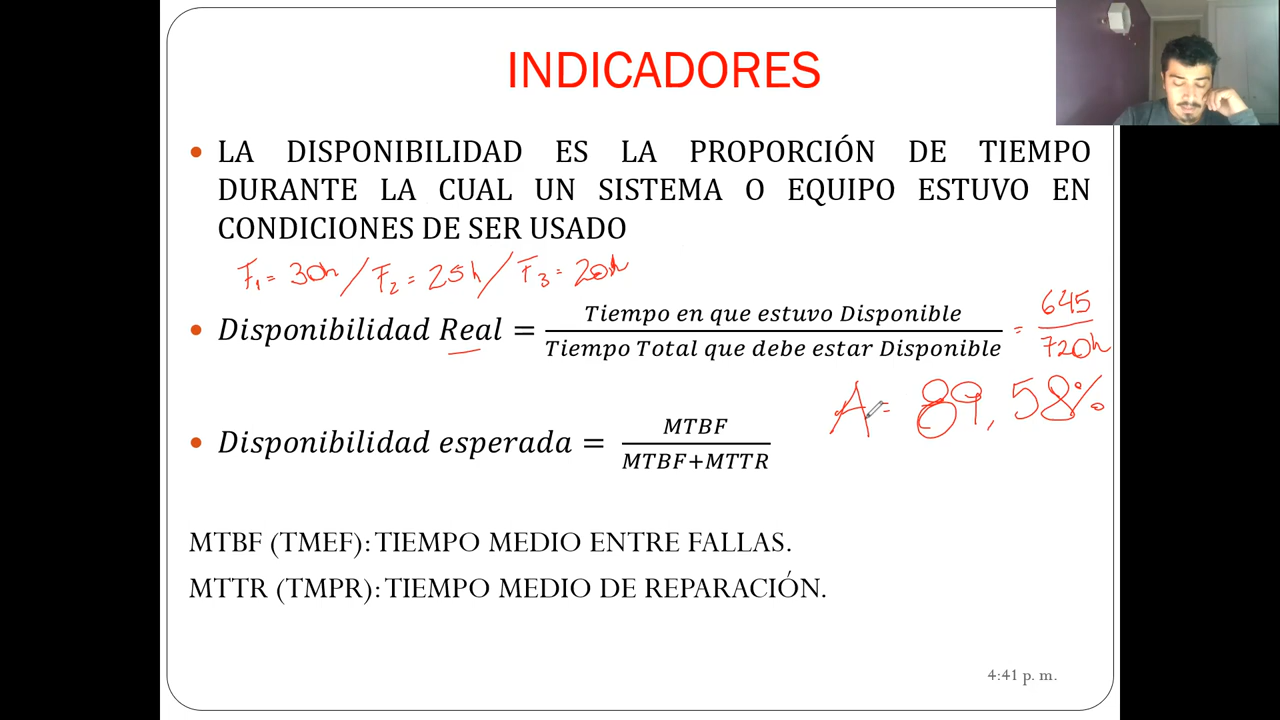 INDICADORES
• LA DISPONIBILIDAD ES LA PROPORCIÓN DE TIEMPO
DURANTE LA CUAL UN SISTEMA O EQUIPO ESTUVO EN
CONDICIONES DE SER USADO
F1 = 30h / F2 = 25h / F3 = 20h
• Disponibilidad Real = Tiempo en que estuvo Disponible / Tiempo Total que debe estar Disponible = 645 / 720h
A = 89,58%
• Disponibilidad esperada = MTBF / MTBF+MTTR
MTBF (TMEF): TIEMPO MEDIO ENTRE FALLAS.
MTTR (TMPR): TIEMPO MEDIO DE REPARACIÓN.
4:41 p. m.